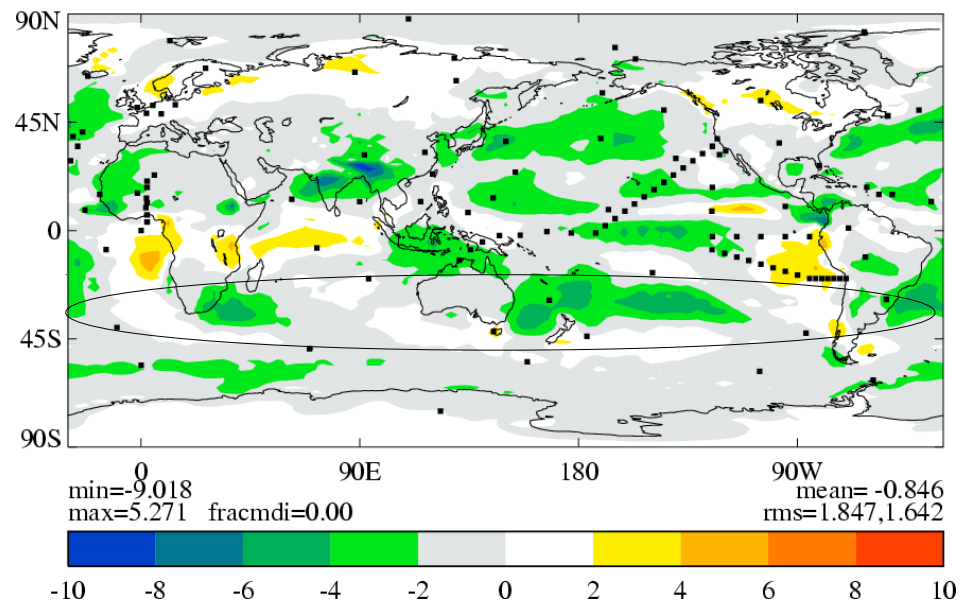 90N
45N
0
45S
90S
0 90E 180 90W
min=-9.018 mean= -0.846
max=5.271 fracmdi=0.00 rms=1.847,1.642
-10 -8 -6 -4 -2 0 2 4 6 8 10